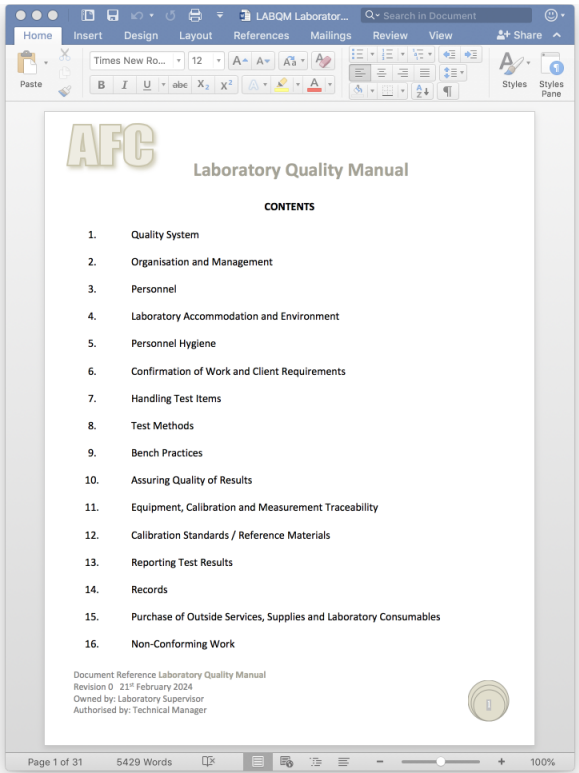 LABQM Laborator...
Search in Document
Home Insert Design Layout References Mailings Review View Share
Paste
Times New Ro... 12 A A Aa A
B I U abc X2 X² A A
A Z
Styles
Styles Pane
AFC
Laboratory Quality Manual
CONTENTS
1. Quality System
2. Organisation and Management
3. Personnel
4. Laboratory Accommodation and Environment
5. Personnel Hygiene
6. Confirmation of Work and Client Requirements
7. Handling Test Items
8. Test Methods
9. Bench Practices
10. Assuring Quality of Results
11. Equipment, Calibration and Measurement Traceability
12. Calibration Standards / Reference Materials
13. Reporting Test Results
14. Records
15. Purchase of Outside Services, Supplies and Laboratory Consumables
16. Non-Conforming Work
Document Reference Laboratory Quality Manual
Revision 0 21st February 2024
Owned by: Laboratory Supervisor
Authorised by: Technical Manager
Page 1 of 31 5429 Words 100%